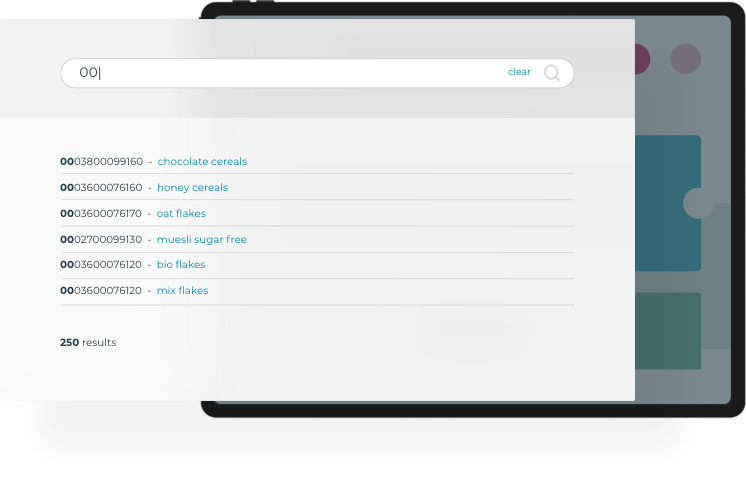 00
clear
0003800099160 - chocolate cereals
0003600076160 - honey cereals
0003600076170 - oat flakes
0002700099130 - muesli sugar free
0003600076120 - bio flakes
0003600076120 - mix flakes
250 results